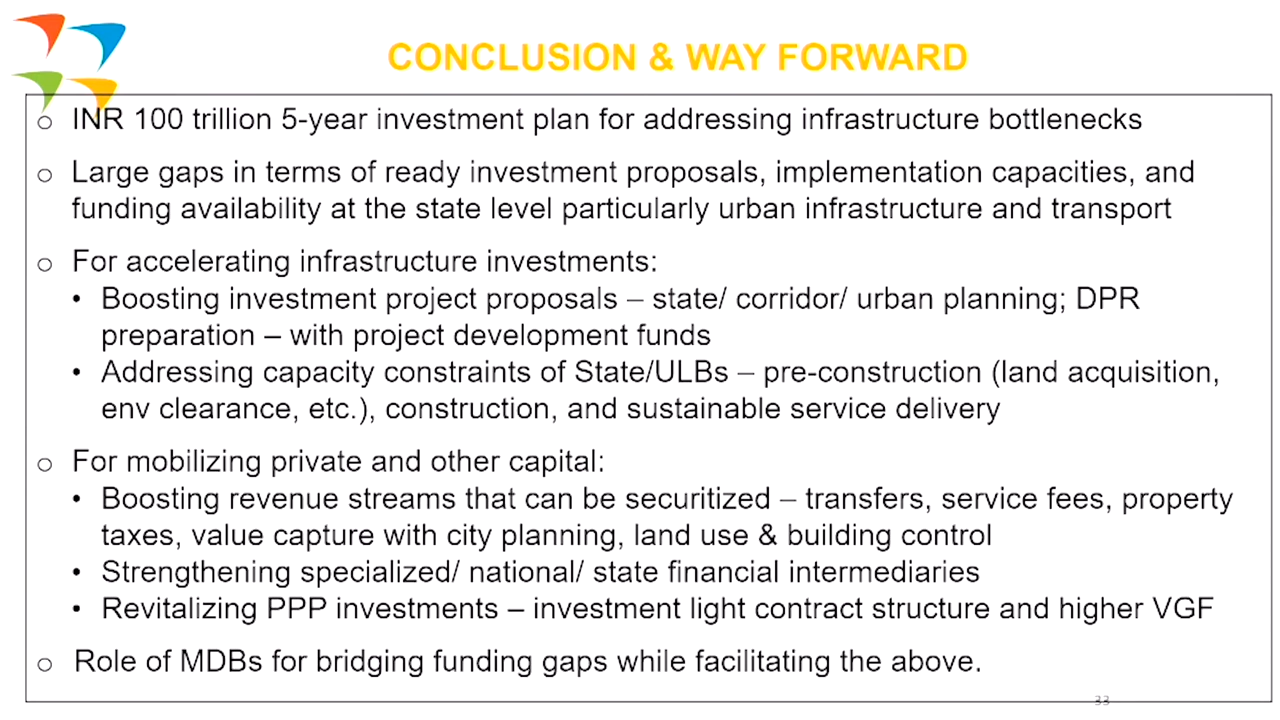 CONCLUSION & WAY FORWARD
o INR 100 trillion 5-year investment plan for addressing infrastructure bottlenecks
o Large gaps in terms of ready investment proposals, implementation capacities, and
funding availability at the state level particularly urban infrastructure and transport
o For accelerating infrastructure investments:
• Boosting investment project proposals – state/ corridor/ urban planning; DPR
preparation – with project development funds
• Addressing capacity constraints of State/ULBs – pre-construction (land acquisition,
env clearance, etc.), construction, and sustainable service delivery
o For mobilizing private and other capital:
• Boosting revenue streams that can be securitized – transfers, service fees, property
taxes, value capture with city planning, land use & building control
• Strengthening specialized/ national/ state financial intermediaries
• Revitalizing PPP investments – investment light contract structure and higher VGF
o Role of MDBs for bridging funding gaps while facilitating the above.
33